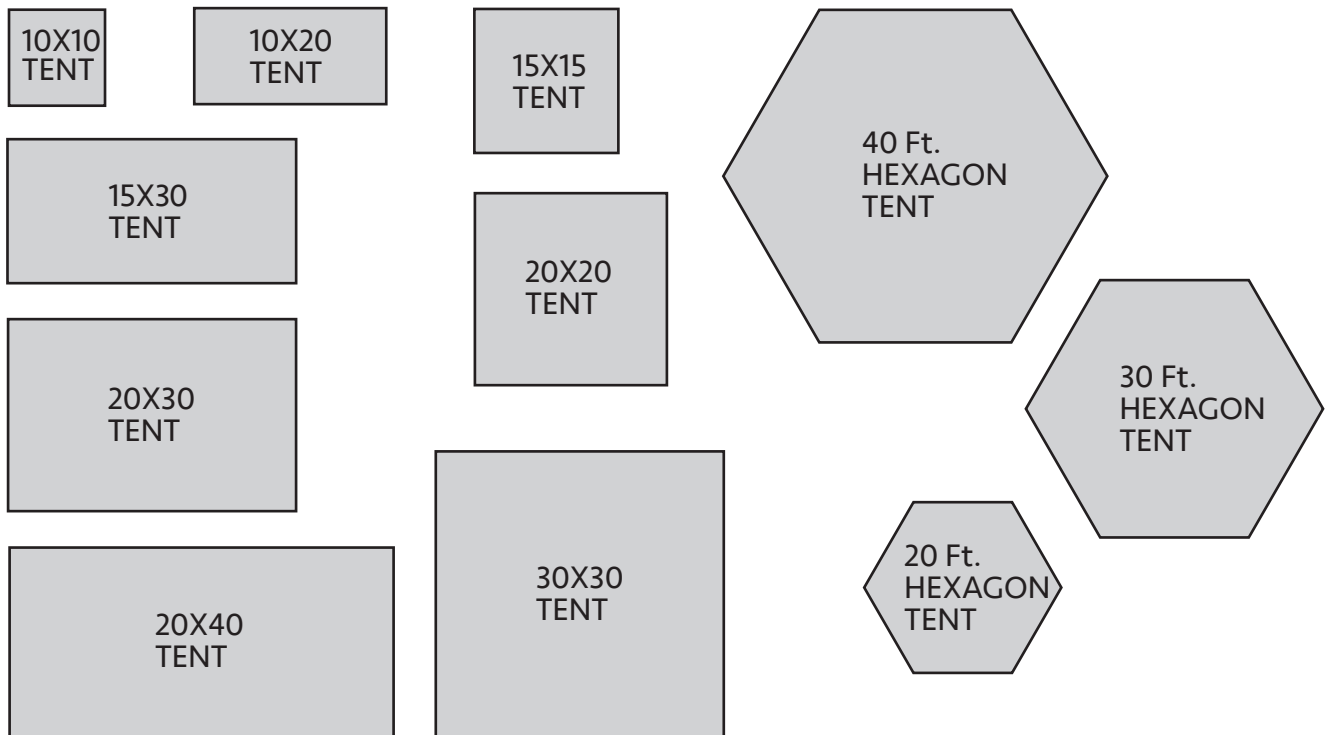 10X10
TENT
10X20
TENT
15X15
TENT
40 Ft.
HEXAGON
TENT
15X30
TENT
20X20
TENT
30 Ft.
HEXAGON
TENT
20X30
TENT
20 Ft.
HEXAGON
TENT
30X30
TENT
20X40
TENT